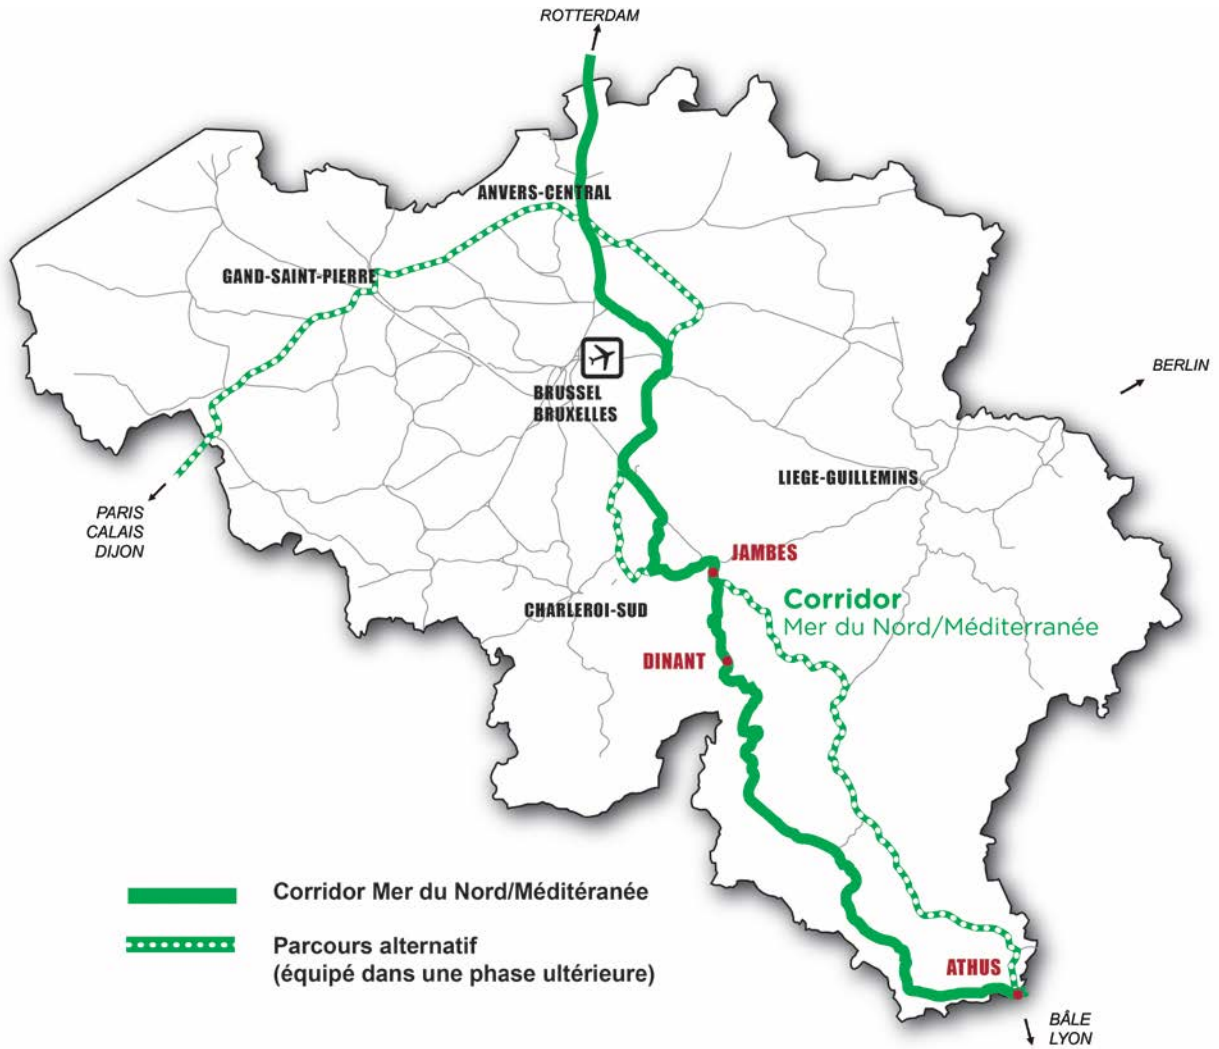 ROTTERDAM
ANVERS-CENTRAL
GAND-SAINT-PIERRE
BERLIN
BRUSSEL
BRUXELLES
LIEGE-GUILLEMINS
PARIS
CALAIS
DIJON
JAMBES
Corridor
Mer du Nord/Méditerranée
CHARLEROI-SUD
DINANT
Corridor Mer du Nord/Méditéranée
Parcours alternatif
(équipé dans une phase ultérieure)
ATHUS
BÂLE
LYON